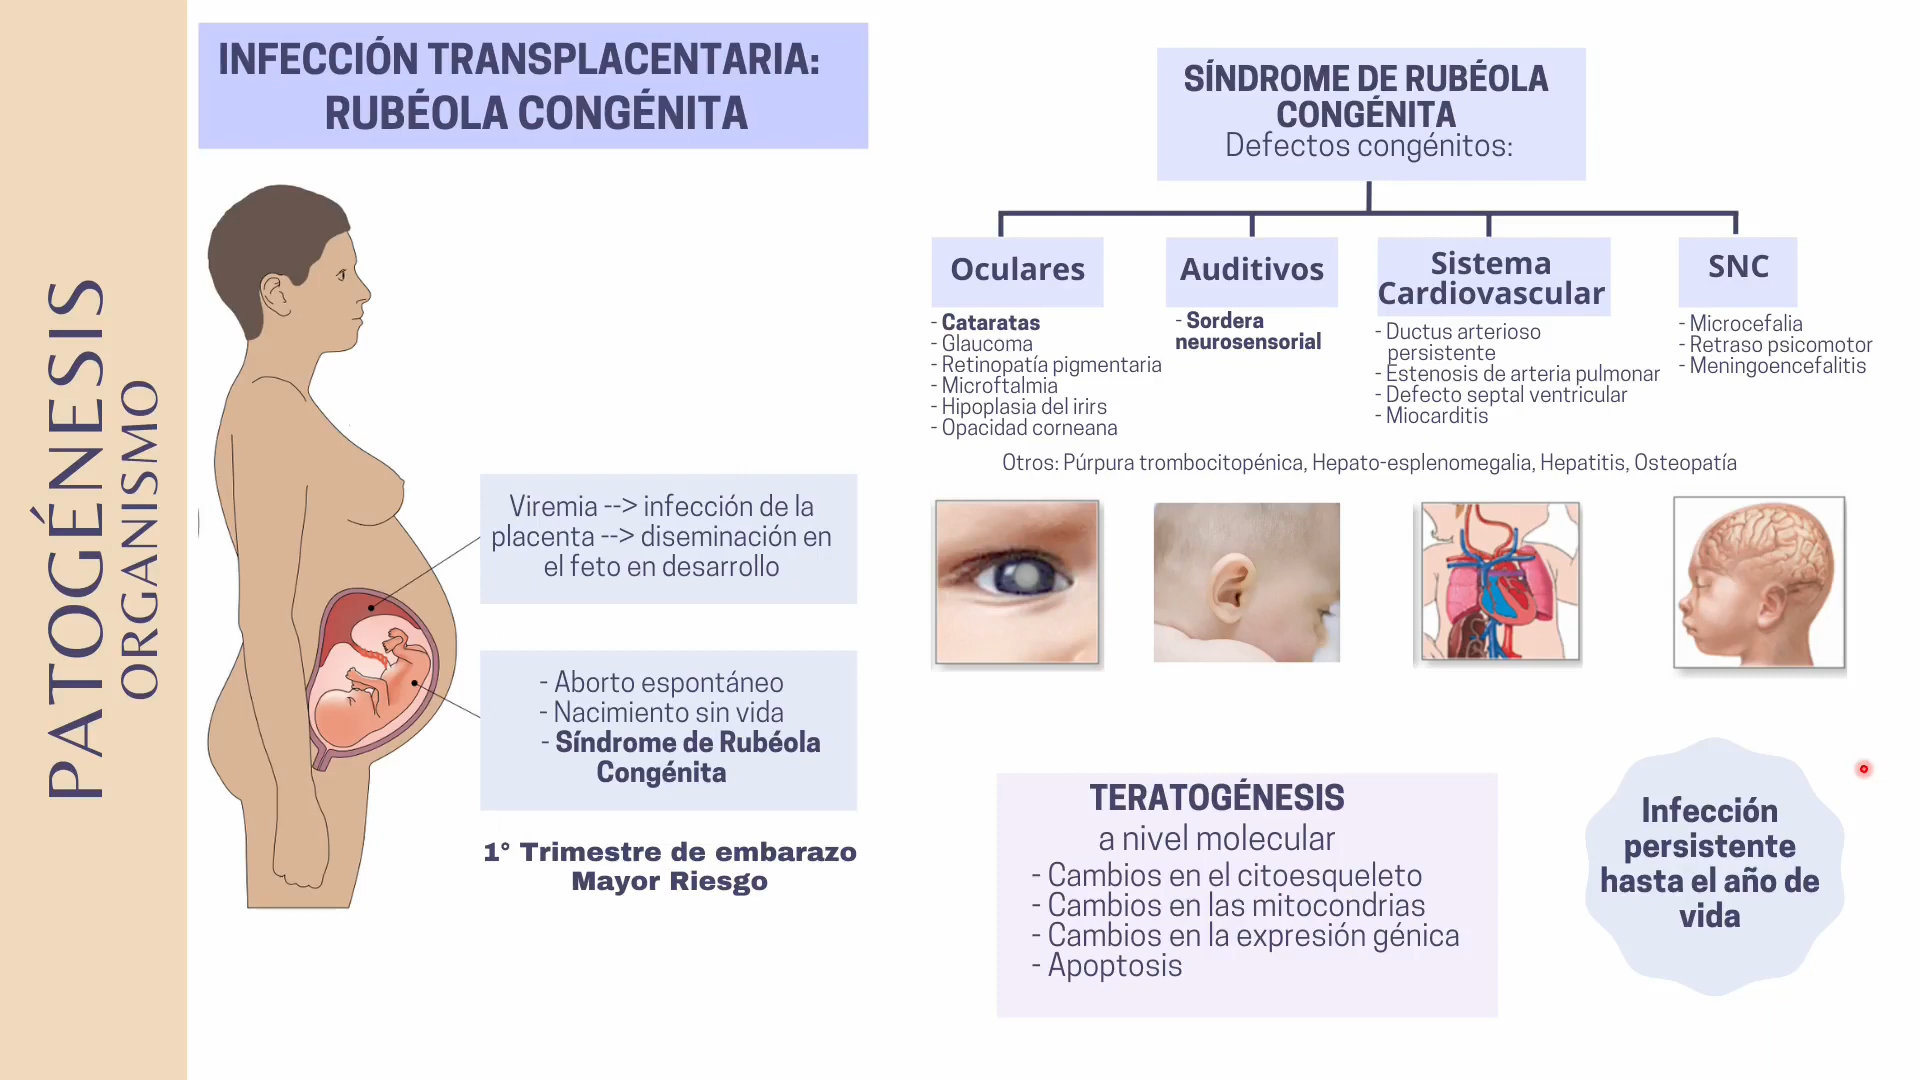 PATOGÉNESIS
ORGANISMO
INFECCIÓN TRANSPLACENTARIA:
RUBÉOLA CONGÉNITA
Viremia --> infección de la
placenta --> diseminación en
el feto en desarrollo
- Aborto espontáneo
- Nacimiento sin vida
- Síndrome de Rubéola
Congénita
1° Trimestre de embarazo
Mayor Riesgo
SÍNDROME DE RUBÉOLA
CONGÉNITA
Defectos congénitos:
Oculares
- Cataratas
- Glaucoma
- Retinopatía pigmentaria
- Microftalmia
- Hipoplasia del irirs
- Opacidad corneana
Auditivos
- Sordera
neurosensorial
Sistema
Cardiovascular
- Ductus arterioso
persistente
- Estenosis de arteria pulmonar
- Defecto septal ventricular
- Miocarditis
SNC
- Microcefalia
- Retraso psicomotor
- Meningoencefalitis
Otros: Púrpura trombocitopénica, Hepato-esplenomegalia, Hepatitis, Osteopatía
TERATOGÉNESIS
a nivel molecular
- Cambios en el citoesqueleto
- Cambios en las mitocondrias
- Cambios en la expresión génica
- Apoptosis
Infección
persistente
hasta el año de
vida